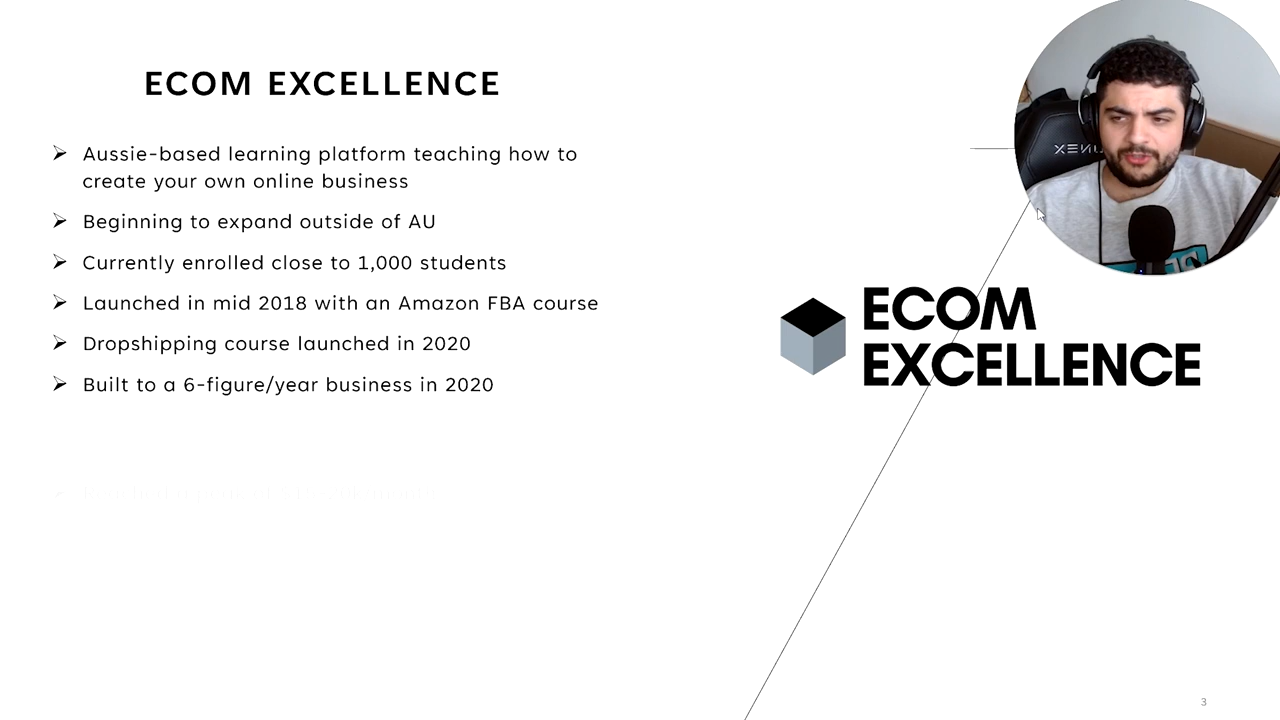 ECOM EXCELLENCE
Aussie-based learning platform teaching how to
create your own online business
Beginning to expand outside of AU
Currently enrolled close to 1,000 students
Launched in mid 2018 with an Amazon FBA course
Dropshipping course launched in 2020
Built to a 6-figure/year business in 2020
ECOM
EXCELLENCE
3